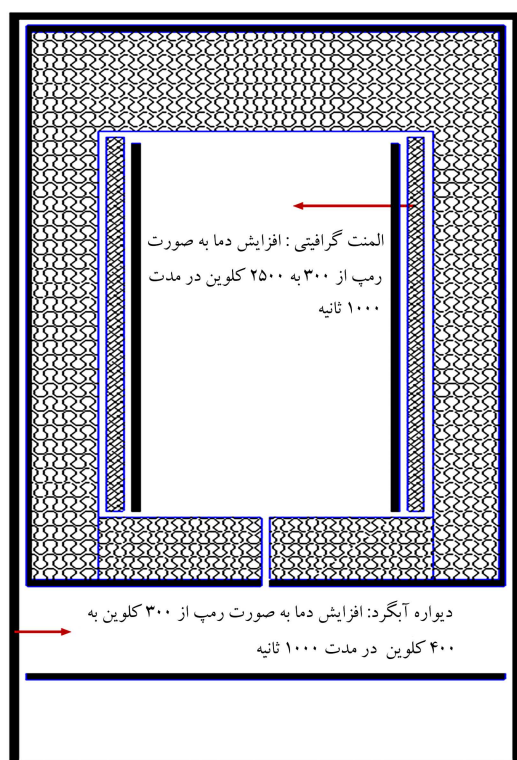 المنت گرافیتی : افزایش دما به صورت
رمپ از ۳۰۰ به ۲۵۰۰ کلوین در مدت
۱۰۰۰ ثانیه
دیواره آبگرد: افزایش دما به صورت رمپ از ۳۰۰ کلوین به
۴۰۰ کلوین در مدت ۱۰۰۰ ثانیه